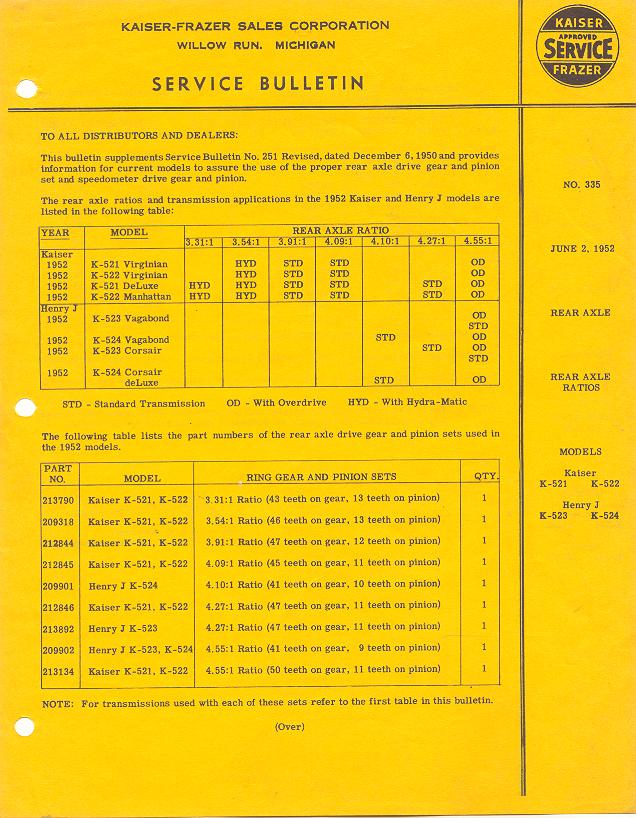 KAISER-FRAZER SALES CORPORATION
WILLOW RUN. MICHIGAN
SERVICE BULLETIN
KAISER
APPROVED
SERVICE
FRAZER
TO ALL DISTRIBUTORS AND DEALERS:
This bulletin supplements Service Bulletin No. 251 Revised, dated December 6, 1950 and provides
information for current models to assure the use of the proper rear axle drive gear and pinion
set and speedometer drive gear and pinion.
The rear axle ratios and transmission applications in the 1952 Kaiser and Henry J models are
listed in the following table:
YEAR MODEL REAR AXLE RATIO
3.31:1 3.54:1 3.91:1 4.09:1 4.10:1 4.27:1 4.55:1
Kaiser
1952 K-521 Virginian HYD STD STD OD
1952 K-522 Virginian HYD STD STD OD
1952 K-521 DeLuxe HYD HYD STD STD STD OD
1952 K-522 Manhattan HYD HYD STD STD STD OD
Henry J
1952 K-523 Vagabond OD
STD
1952 K-524 Vagabond STD OD
1952 K-523 Corsair STD OD
STD
1952 K-524 Corsair
deLuxe STD OD
STD - Standard Transmission OD - With Overdrive HYD - With Hydra-Matic
The following table lists the part numbers of the rear axle drive gear and pinion sets used in
the 1952 models.
PART
NO. MODEL RING GEAR AND PINION SETS QTY.
213790 Kaiser K-521, K-522 3.31:1 Ratio (43 teeth on gear, 13 teeth on pinion) 1
209318 Kaiser K-521, K-522 3.54:1 Ratio (46 teeth on gear, 13 teeth on pinion) 1
212844 Kaiser K-521, K-522 3.91:1 Ratio (47 teeth on gear, 12 teeth on pinion) 1
212845 Kaiser K-521, K-522 4.09:1 Ratio (45 teeth on gear, 11 teeth on pinion) 1
209901 Henry J K-524 4.10:1 Ratio (41 teeth on gear, 10 teeth on pinion) 1
212846 Kaiser K-521, K-522 4.27:1 Ratio (47 teeth on gear, 11 teeth on pinion) 1
213892 Henry J K-523 4.27:1 Ratio (47 teeth on gear, 11 teeth on pinion) 1
209902 Henry J K-523, K-524 4.55:1 Ratio (41 teeth on gear, 9 teeth on pinion) 1
213134 Kaiser K-521, K-522 4.55:1 Ratio (50 teeth on gear, 11 teeth on pinion) 1
NOTE: For transmissions used with each of these sets refer to the first table in this bulletin.
(Over)
NO. 335
JUNE 2, 1952
REAR AXLE
REAR AXLE
RATIOS
MODELS
Kaiser
K-521 K-522
Henry J
K-523 K-524